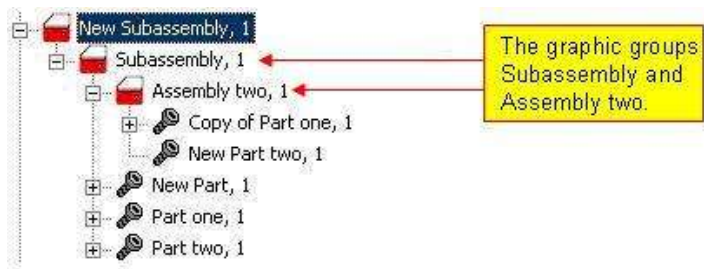 New Subassembly, 1
Subassembly, 1
Assembly two, 1
Copy of Part one, 1
New Part two, 1
New Part, 1
Part one, 1
Part two, 1
The graphic groups
Subassembly and
Assembly two.